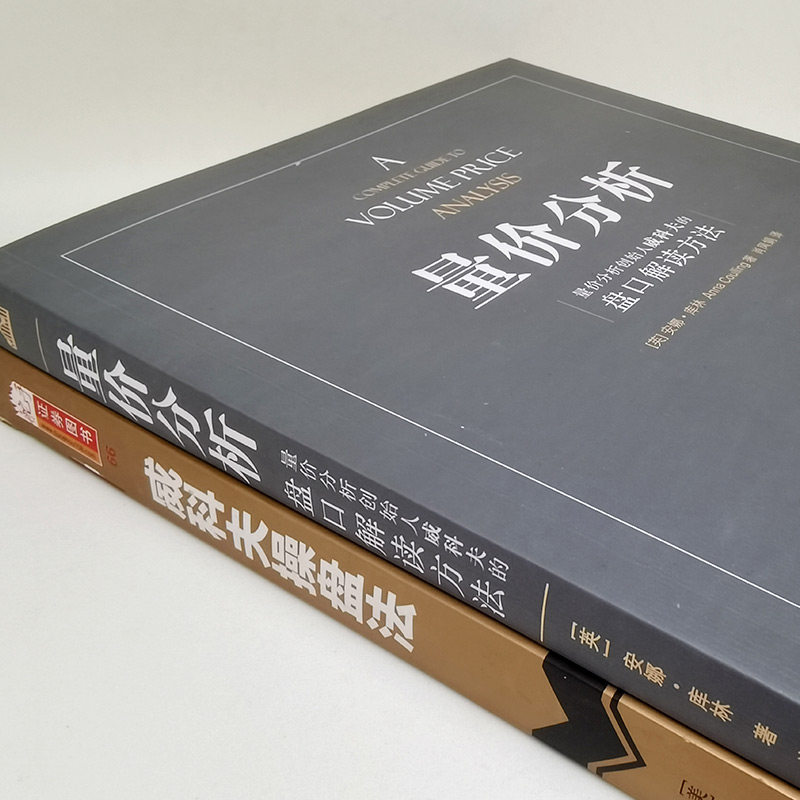 A
COMPLETE GUIDE TO
VOLUME PRICE
ANALYSIS
量价分析
量价分析创始人威科夫的
盘口解读方法
[英] 安娜·库林 Anna Coulling 著
量价分析
量价分析创始人威科夫的
盘口解读方法
[英] 安娜·库林 著
证券图书
66
威科夫操盘法
[美]